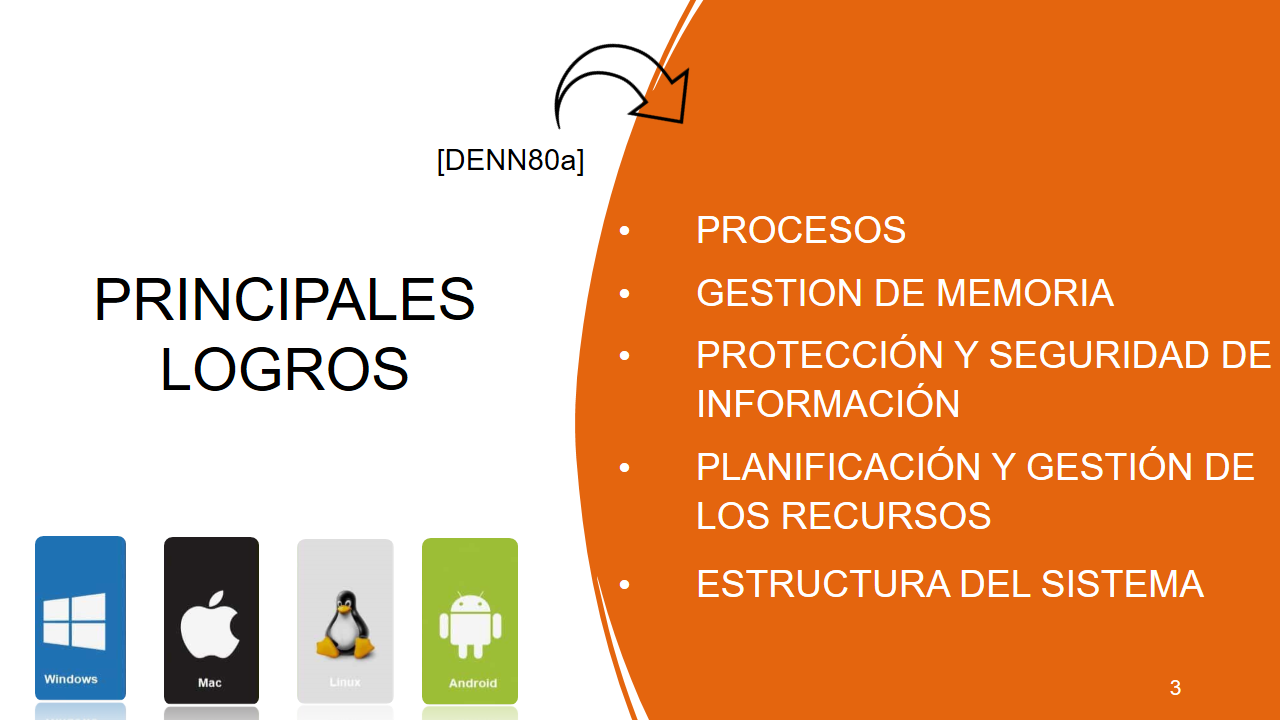 [DENN80a]
PRINCIPALES
LOGROS
• PROCESOS
• GESTION DE MEMORIA
• PROTECCIÓN Y SEGURIDAD DE
INFORMACIÓN
• PLANIFICACIÓN Y GESTIÓN DE
LOS RECURSOS
• ESTRUCTURA DEL SISTEMA
Windows
Mac
Linux
Android
3